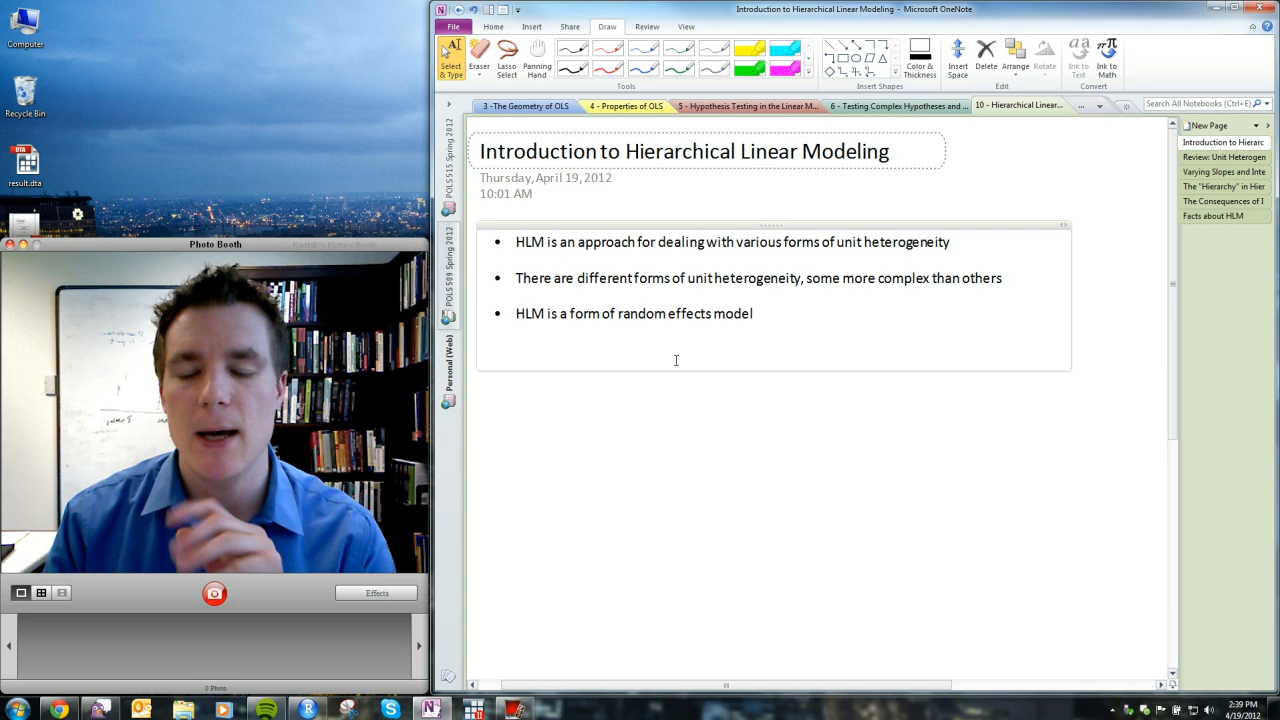 Computer
Recycle Bin
result.dta
Photo Booth
Effects
0 Photo
Introduction to Hierarchical Linear Modeling - Microsoft OneNote
File Home Insert Share Draw Review View
Select & Type
Eraser
Lasso Select
Panning Hand
Color & Thickness
Insert Space
Delete
Arrange
Rotate
Ink to Text
Ink to Math
Tools
Insert Shapes
Edit
Convert
3 -The Geometry of OLS
4 - Properties of OLS
5 - Hypothesis Testing in the Linear M...
6 - Testing Complex Hypotheses and ...
10 - Hierarchical Linear...
...
Search All Notebooks (Ctrl+E)
POLS 515 Spring 2012
POLS 509 Spring 2012
Personal (Web)
Introduction to Hierarchical Linear Modeling
Thursday, April 19, 2012
10:01 AM
• HLM is an approach for dealing with various forms of unit heterogeneity
• There are different forms of unit heterogeneity, some more complex than others
• HLM is a form of random effects model
New Page
Introduction to Hierarc
Review: Unit Heterogen
Varying Slopes and Inte
The "Hierarchy" in Hier
The Consequences of I
Facts about HLM
2:39 PM
4/19/2012